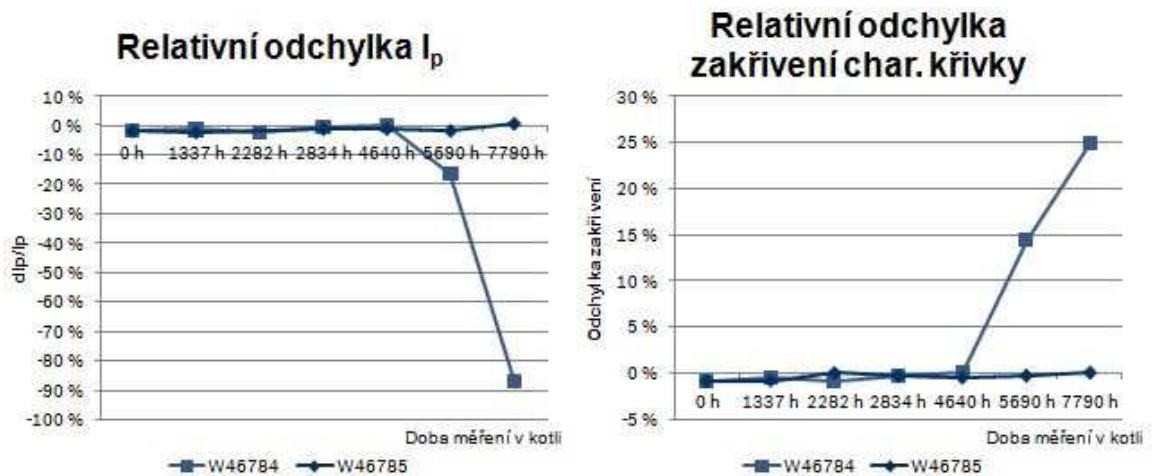 Relativní odchylka Ip
10 %
0 %
-10 %
-20 %
-30 %
-40 %
-50 %
-60 %
-70 %
-80 %
-90 %
-100 %
dIp/Ip
0 h 1337 h 2282 h 2834 h 4640 h 5690 h 7790 h
Doba měření v kotli
W46784 W46785
Relativní odchylka
zakřivení char. křivky
30 %
25 %
20 %
15 %
10 %
5 %
0 %
-5 %
Odchylka zakřivení
0 h 1337 h 2282 h 2834 h 4640 h 5690 h 7790 h
Doba měření v kotli
W46784 W46785